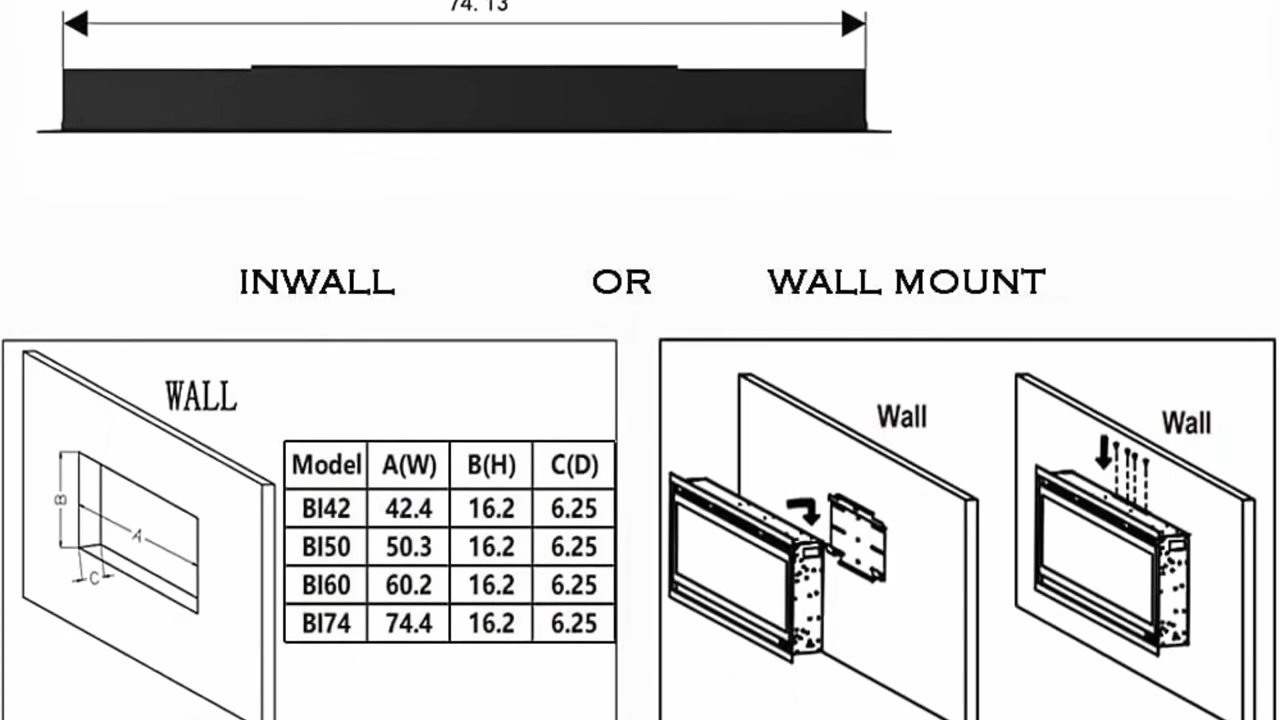 74.13
INWALL OR WALL MOUNT
WALL
B
A
C
Model A(W) B(H) C(D)
BI42 42.4 16.2 6.25
BI50 50.3 16.2 6.25
BI60 60.2 16.2 6.25
BI74 74.4 16.2 6.25
Wall
Wall